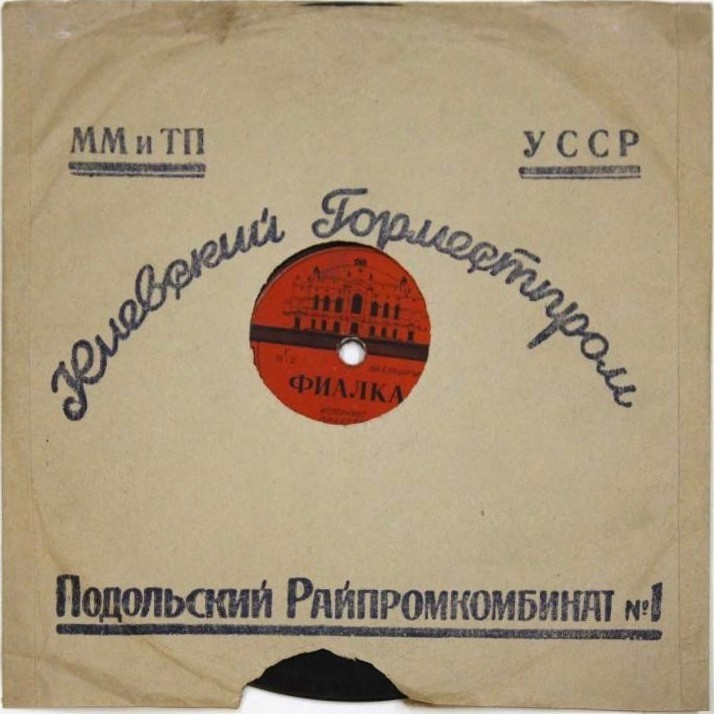 ММ и ТП
УССР
Киевский Горместпром
ФИАЛКА
Подольский Райпромкомбинат №1